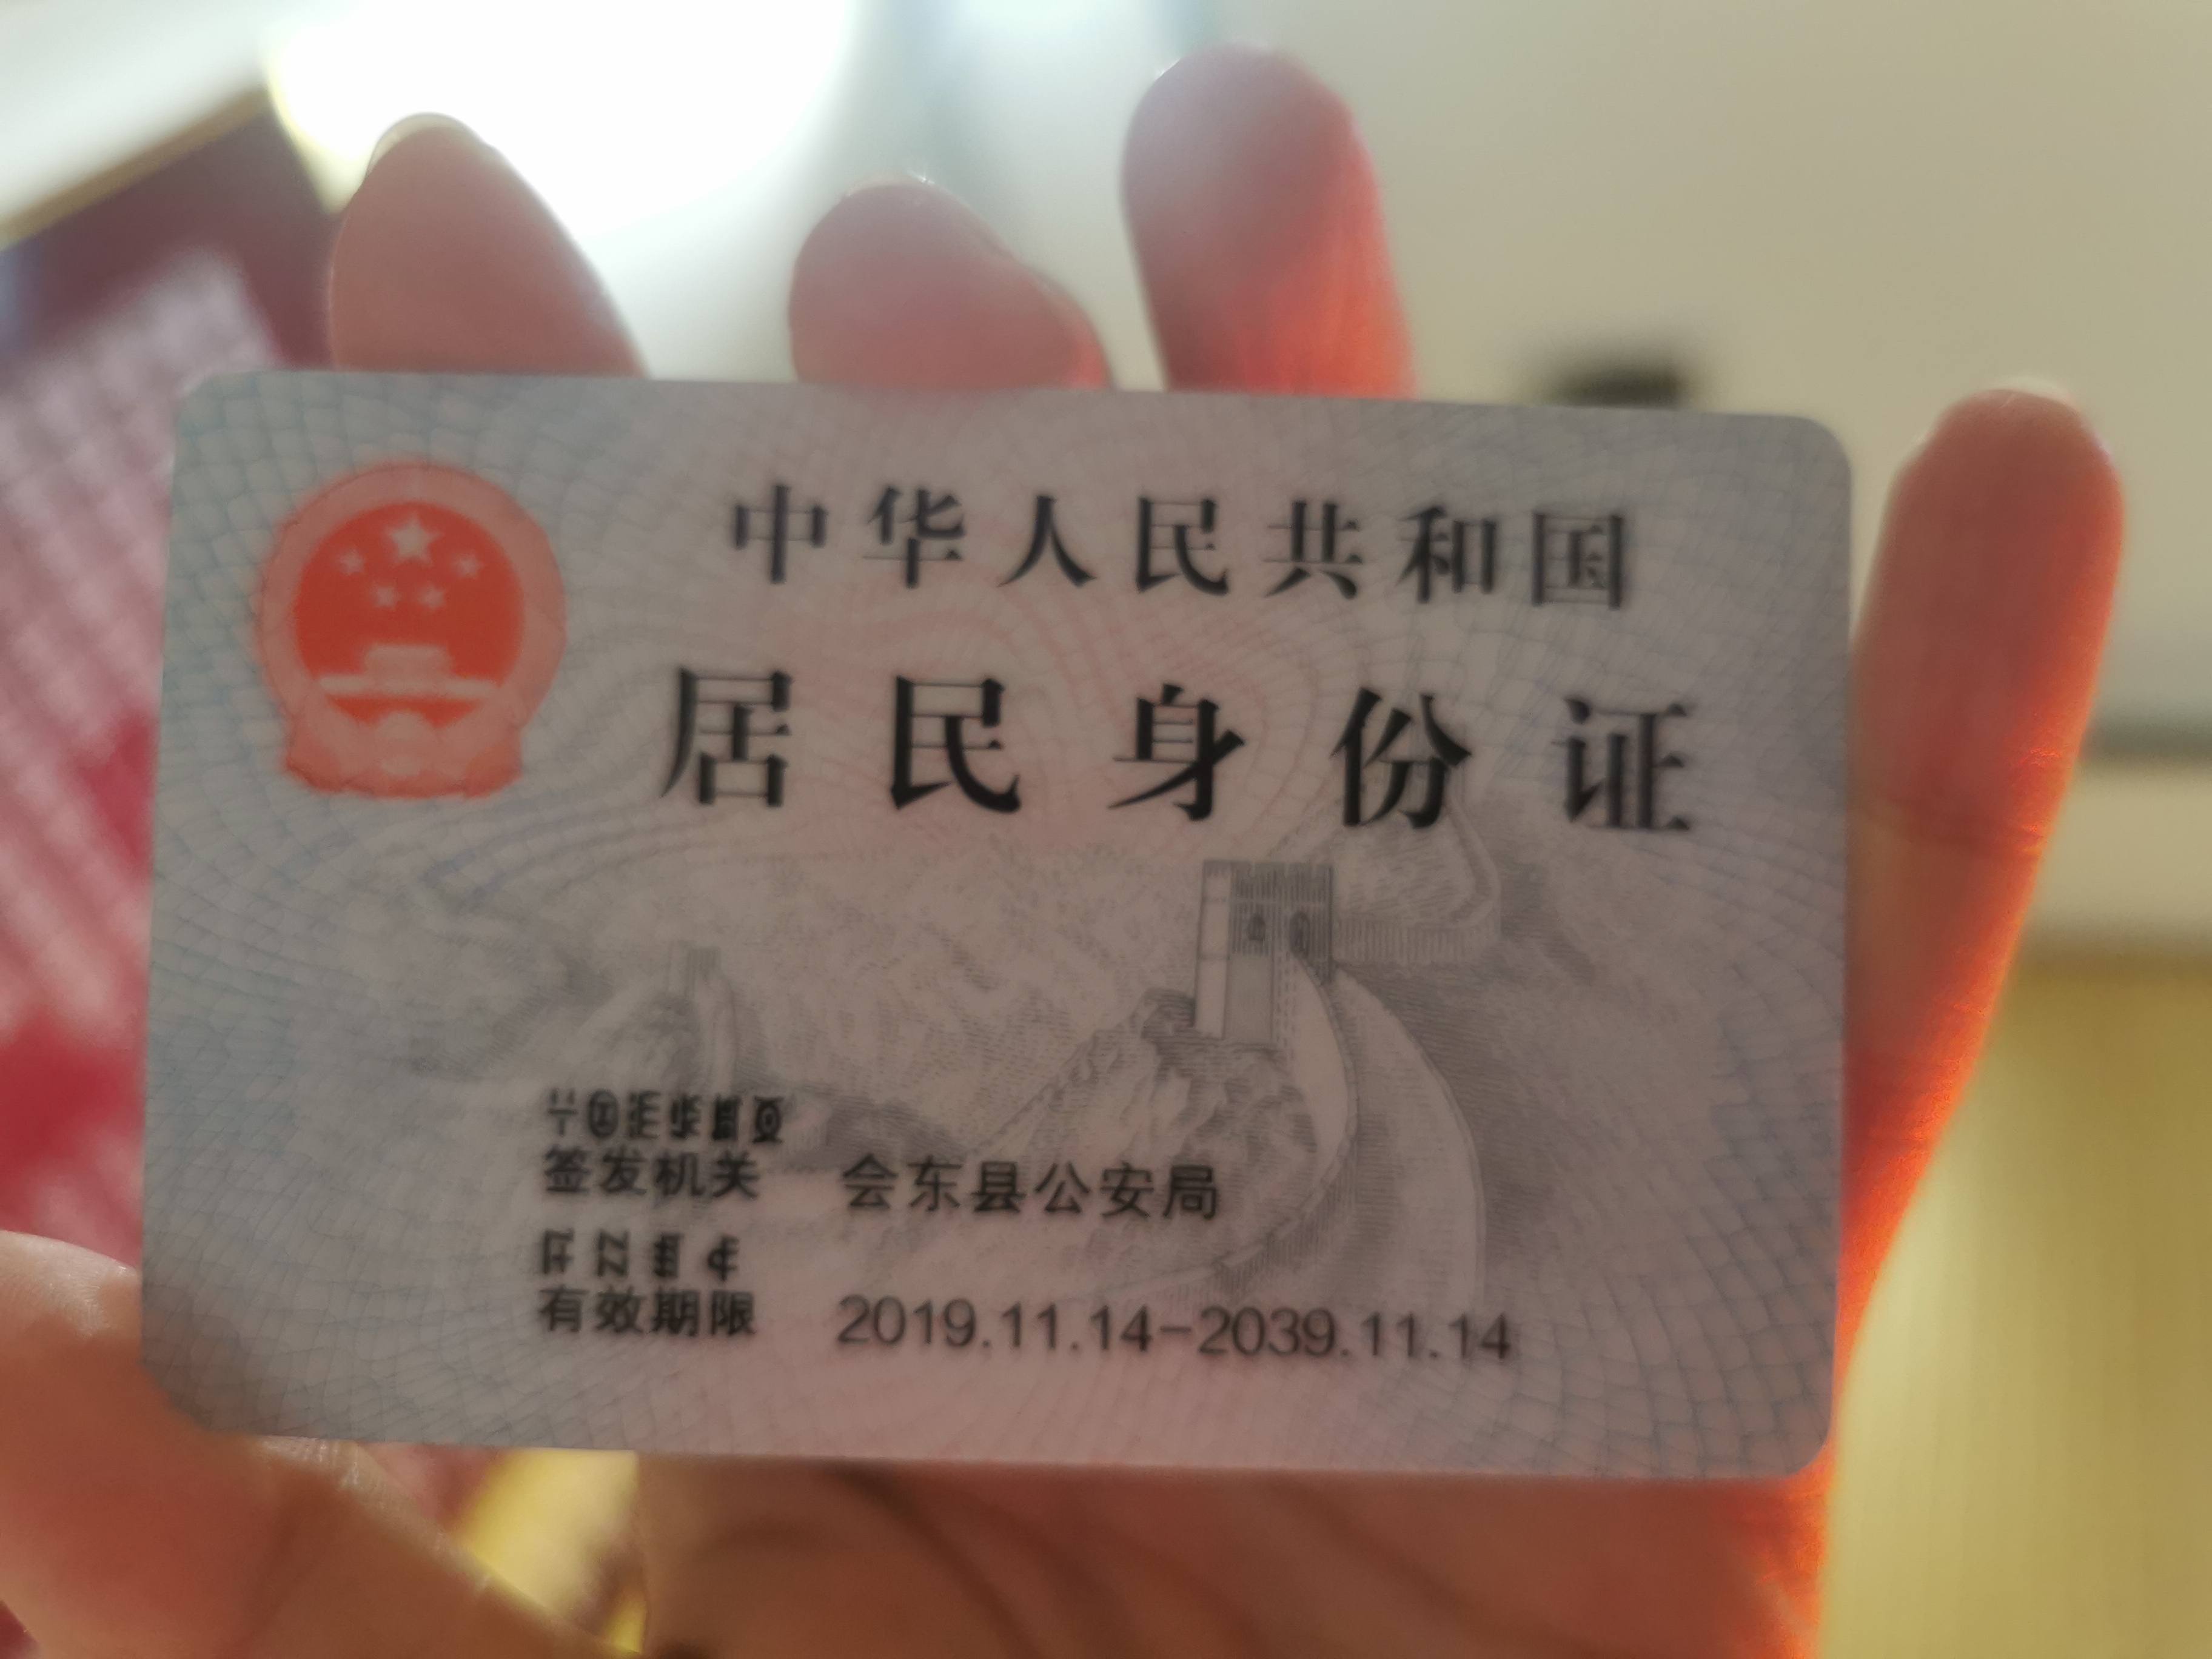 中华人民共和国
居民身份证
签发机关 会东县公安局
有效期限 2019.11.14-2039.11.14